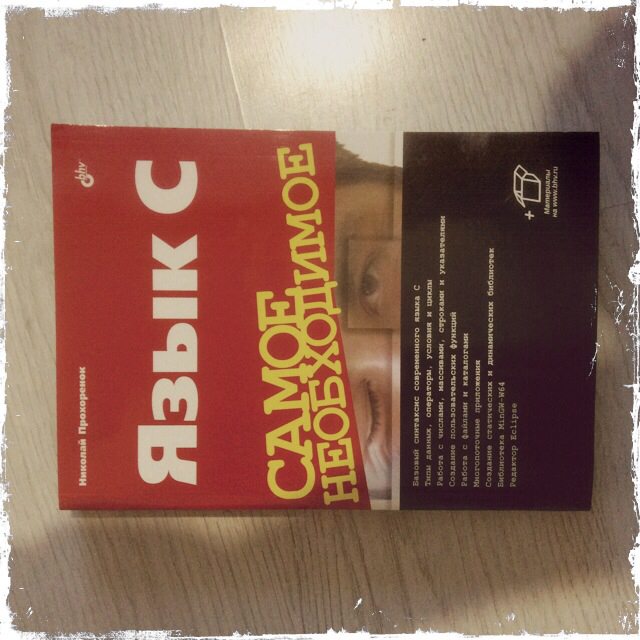 Николай Прохоренок
bhv
Язык C
САМОЕ
НЕОБХОДИМОЕ
Базовый синтаксис современного языка C
Типы данных, операторы, условия и циклы
Работа с числами, массивами, строками и указателями
Создание пользовательских функций
Работа с файлами и каталогами
Многопоточные приложения
Создание статических и динамических библиотек
Библиотека MinGW-W64
Редактор Eclipse
+
Материалы
на www.bhv.ru